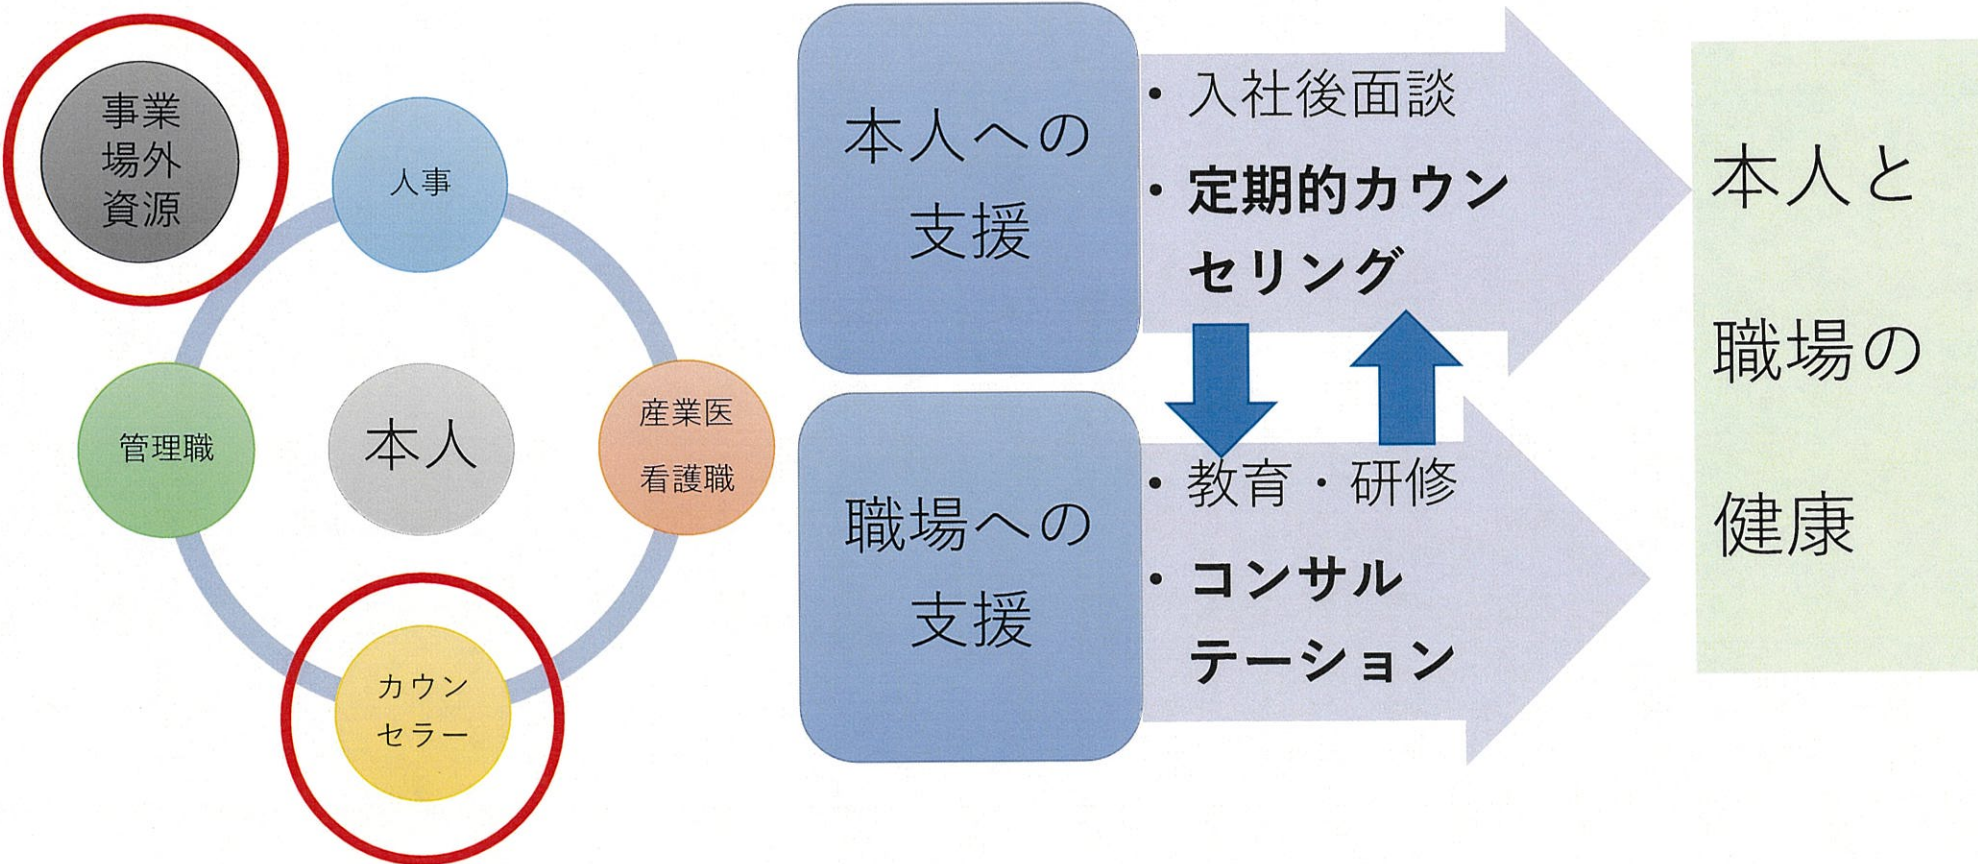 事業
場外
資源
人事
管理職
本人
産業医
看護職
カウン
セラー
本人への
支援
・入社後面談
・定期的カウン
セリング
職場への
支援
・教育・研修
・コンサル
テーション
本人と
職場の
健康